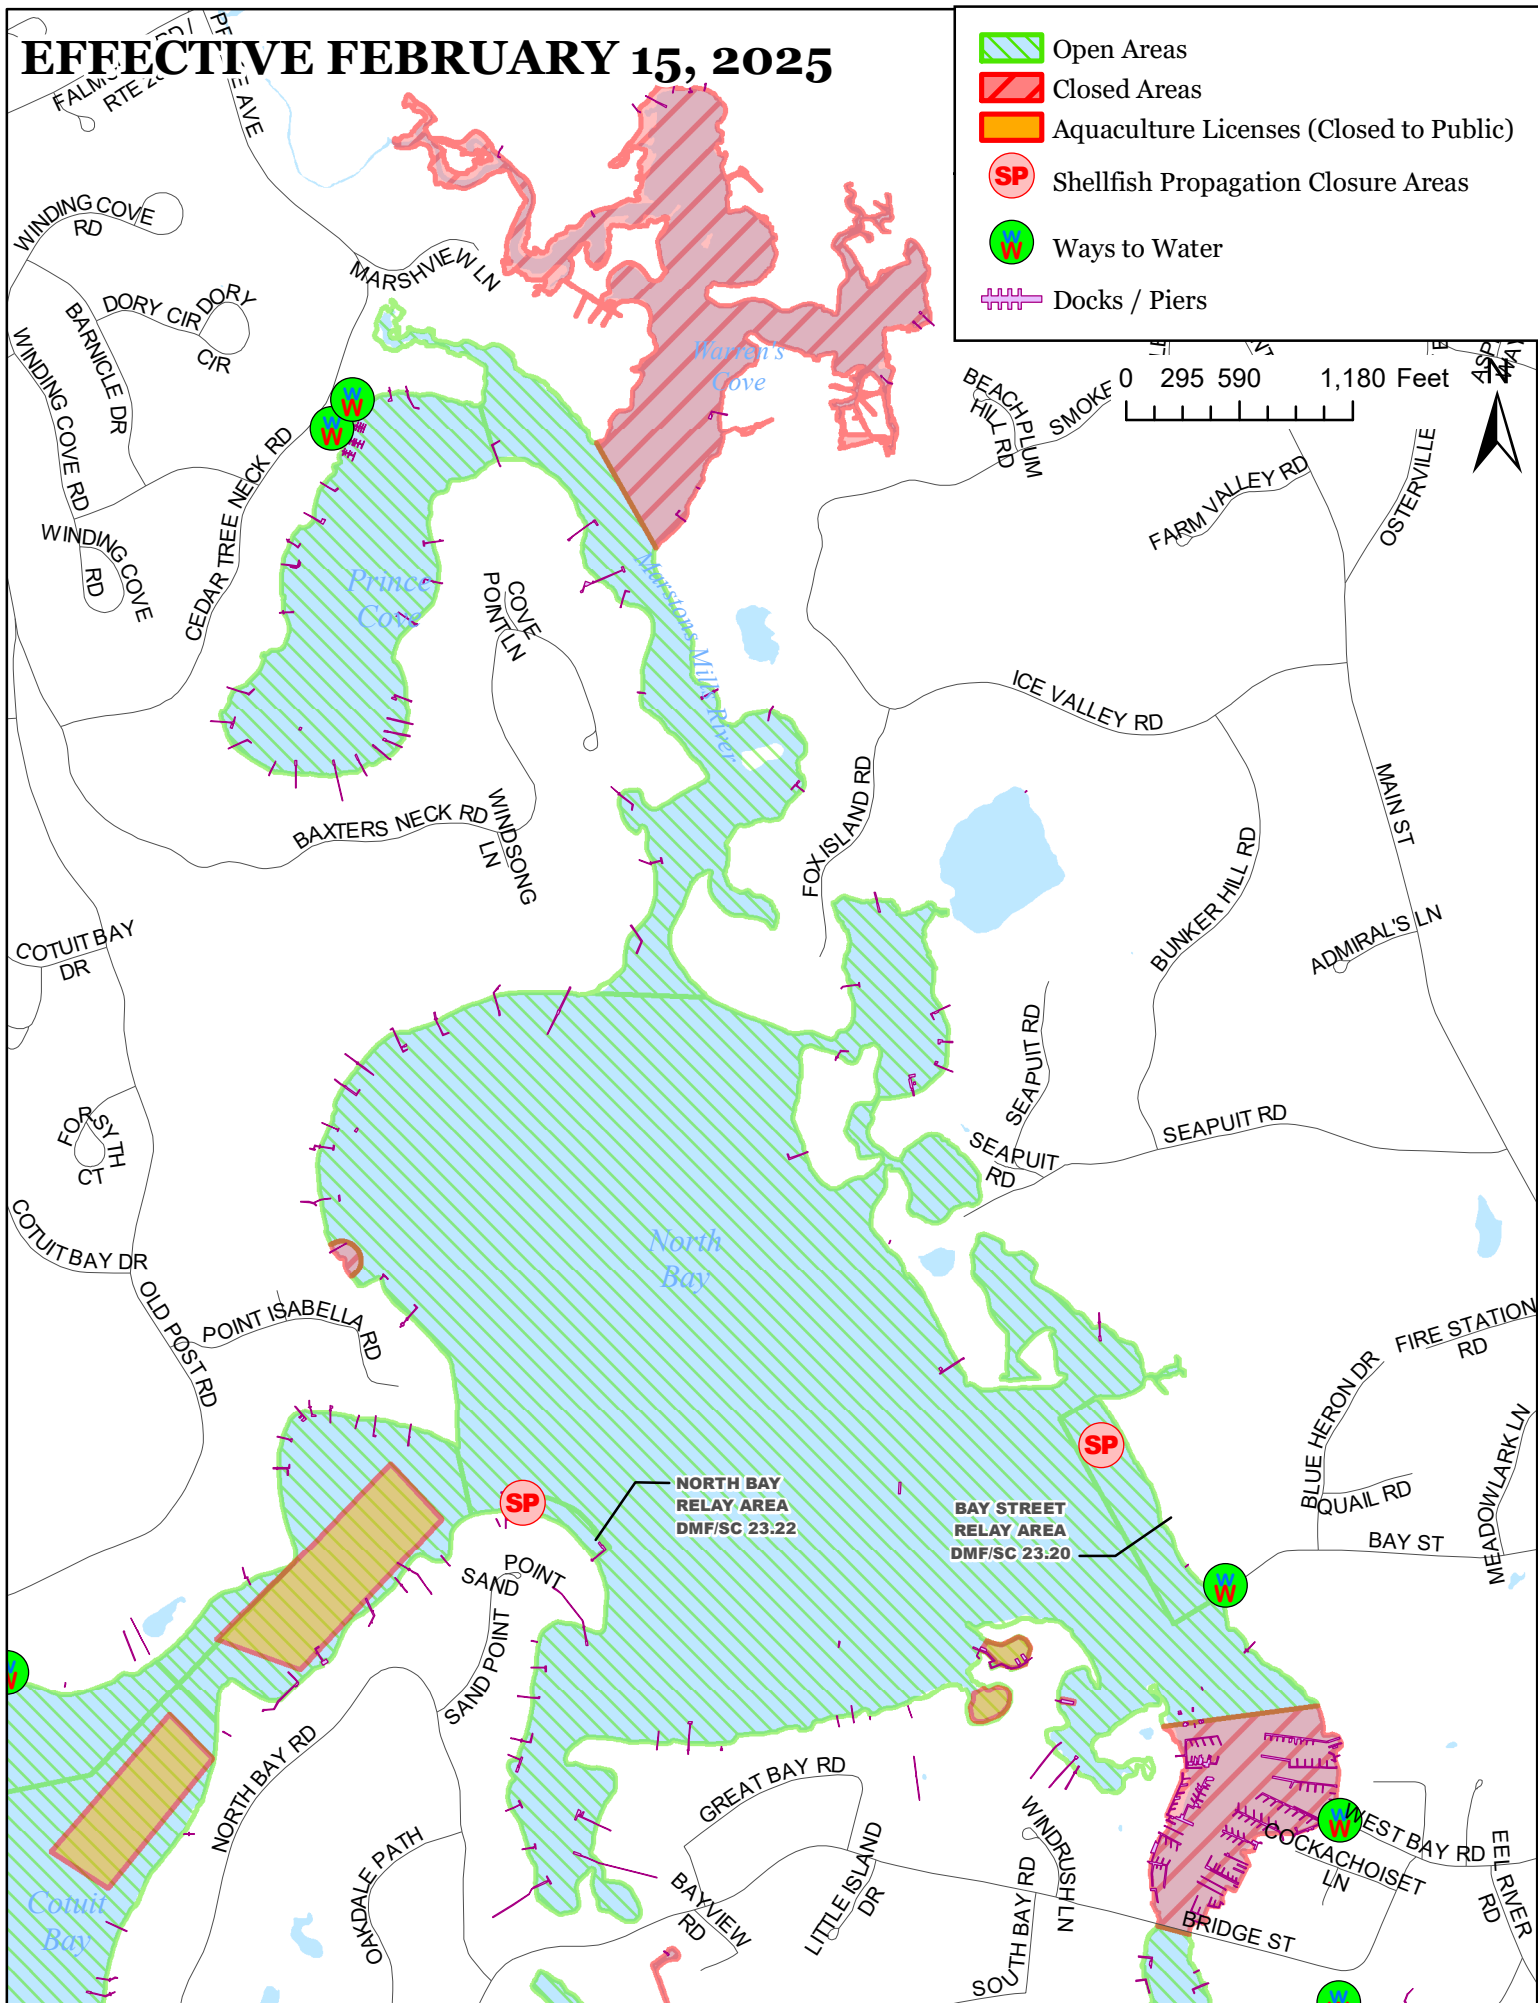 EFFECTIVE FEBRUARY 15, 2025
Open Areas
Closed Areas
Aquaculture Licenses (Closed to Public)
SP
Shellfish Propagation Closure Areas
W
W
Ways to Water
Docks / Piers
0 295 590 1,180 Feet
N
RTE
AVE
WINDING COVE
RD
MARSHVIEW LN
DORY CIR
DORY
CIR
BARNICLE DR
WINDING COVE RD
WINDING COVE
RD
CEDAR TREE NECK RD
W
W
W
W
Warren's
Cove
BEACH PLUM
HILL RD
SMOKE
FARM VALLEY RD
OSTERVILLE
Prince
Cove
COVE
POINT LN
Marstons Mills River
ICE VALLEY RD
MAIN ST
FOX ISLAND RD
BUNKER HILL RD
ADMIRAL'S LN
BAXTERS NECK RD
WINDSONG
LN
COTUIT BAY
DR
SEAPUIT RD
SEAPUIT RD
SEAPUIT
RD
FORSYTH
CT
COTUIT BAY DR
OLD POST RD
POINT ISABELLA RD
North
Bay
FIRE STATION
RD
BLUE HERON DR
MEADOWLARK LN
QUAIL RD
BAY ST
SP
SP
NORTH BAY
RELAY AREA
DMF/SC 23.22
BAY STREET
RELAY AREA
DMF/SC 23.20
W
W
SAND
POINT
SAND POINT
W
NORTH BAY RD
GREAT BAY RD
LITTLE ISLAND
DR
WINDRUSH LN
SOUTH BAY RD
W
W
WEST BAY RD
COCKACHOISET
LN
EEL RIVER
RD
BRIDGE ST
OAKDALE PATH
BAYVIEW
RD
Cotuit
Bay
W